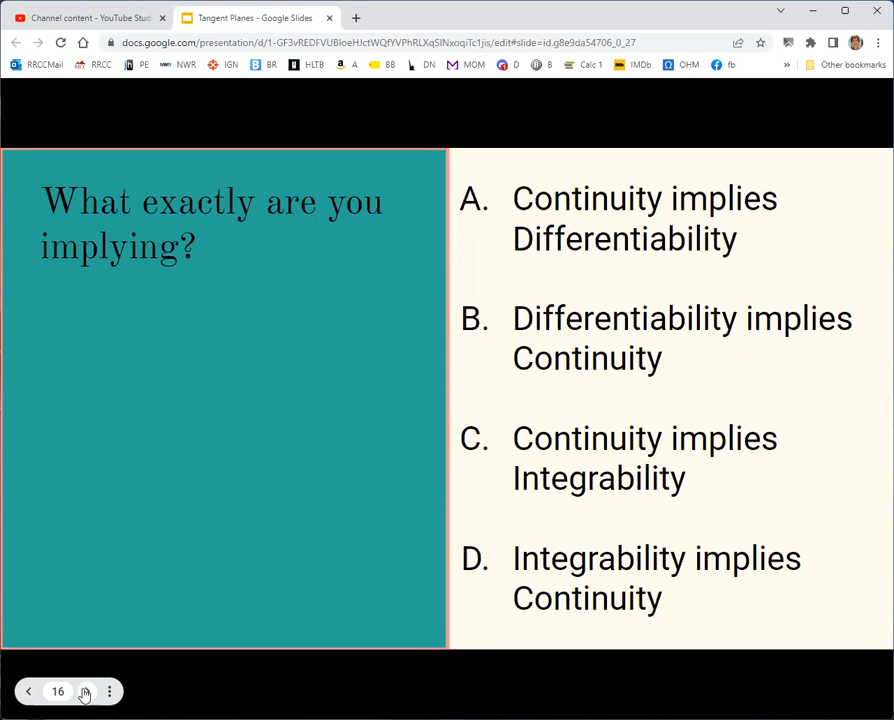 Channel content - YouTube Stud
Tangent Planes - Google Slides
docs.google.com/presentation/d/1-GF3vREDFVUBIoeHJctWQfYVPhRLXqSINxoqiTc1jis/edit#slide=id.g8e9da54706_0_27
RRCCMail RRCC PE NWR IGN BR HLTB A BB DN MOM D B Calc 1 IMDb OHM fb » Other bookmarks
What exactly are you
implying?
A. Continuity implies
Differentiability
B. Differentiability implies
Continuity
C. Continuity implies
Integrability
D. Integrability implies
Continuity
16